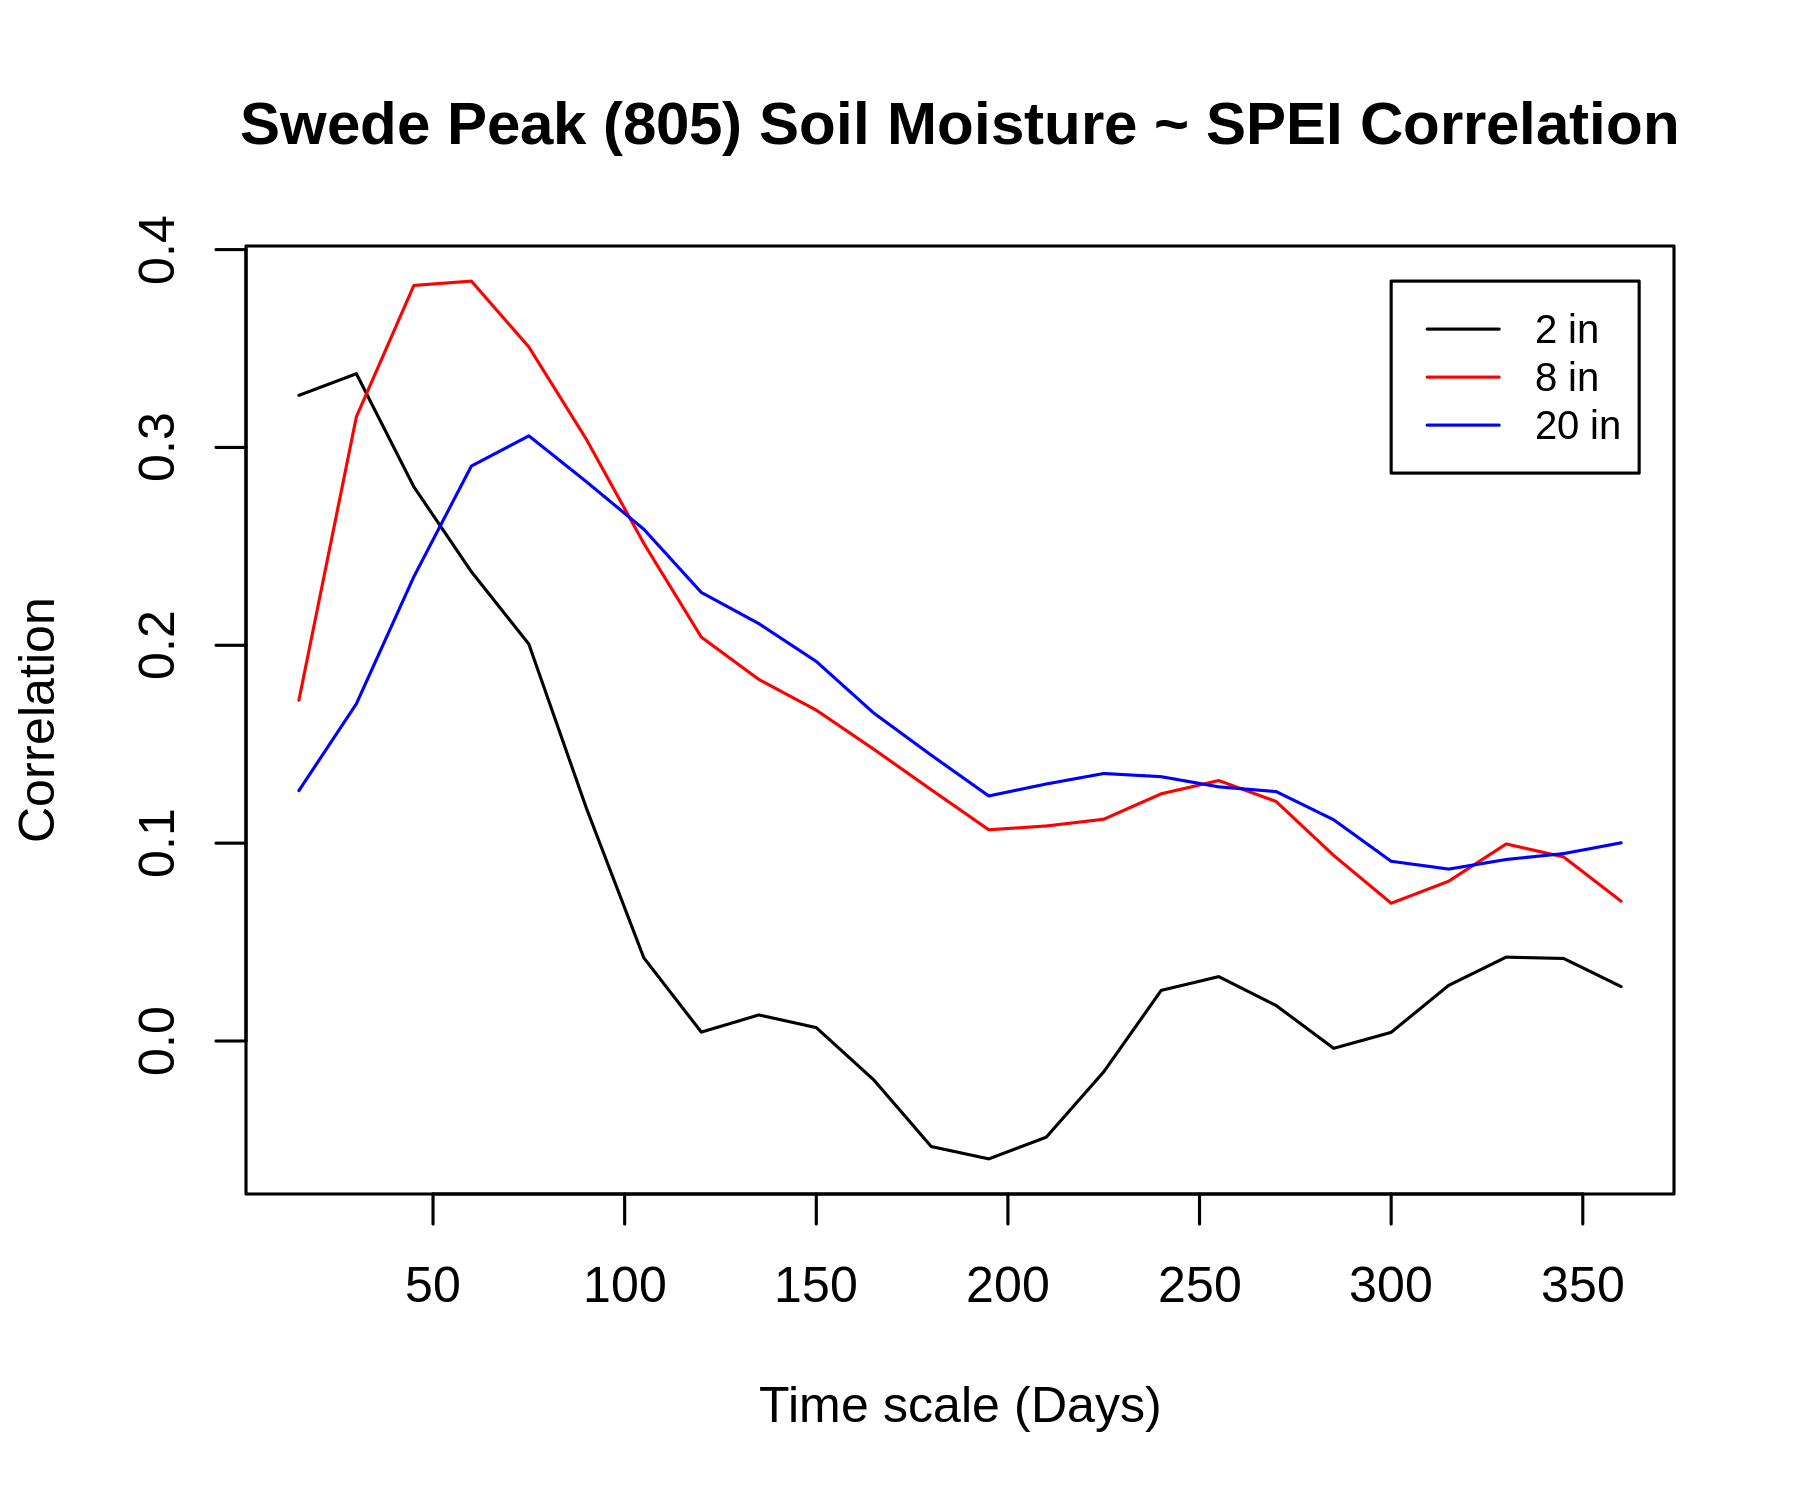 Swede Peak (805) Soil Moisture ~ SPEI Correlation
0.4
0.3
0.2
0.1
0.0
Correlation
2 in
8 in
20 in
50 100 150 200 250 300 350
Time scale (Days)